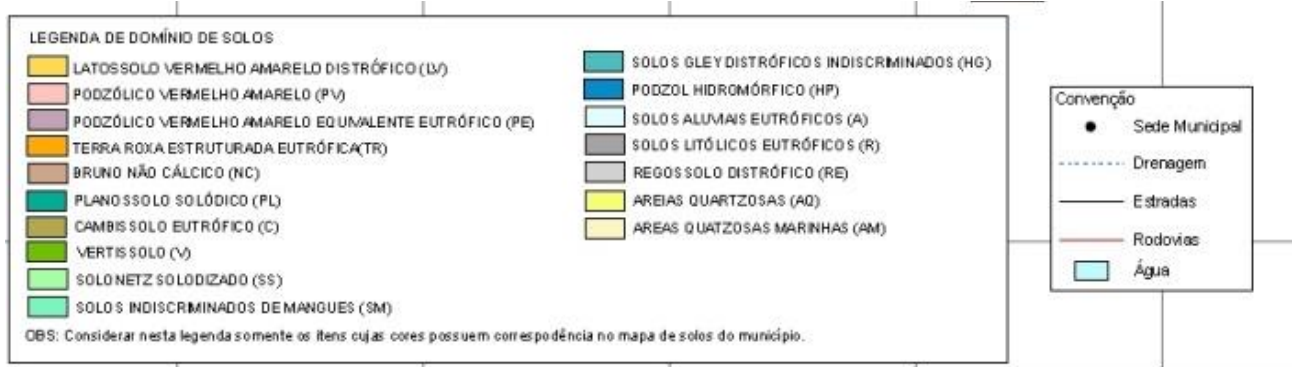 LEGENDA DE DOMÍNIO DE SOLOS
LATOSSOLO VERMELHO AMARELO DISTRÓFICO (LV)
PODZÓLICO VERMELHO AMARELO (PV)
PODZÓLICO VERMELHO AMARELO EQUIVALENTE EUTRÓFICO (PE)
TERRA ROXA ESTRUTURADA EUTRÓFICA(TR)
BRUNO NÃO CÁLCICO (NC)
PLANOSSOLO SOLÓDICO (PL)
CAMBISSOLO EUTRÓFICO (C)
VERTISSOLO (V)
SOLONETZ SOLODIZADO (SS)
SOLOS INDISCRIMINADOS DE MANGUES (SM)
SOLOS GLEY DISTRÓFICOS INDISCRIMINADOS (HG)
PODZOL HIDROMÓRFICO (HP)
SOLOS ALUVIAIS EUTRÓFICOS (A)
SOLOS LITÓLICOS EUTRÓFICOS (R)
REGOSSOLO DISTRÓFICO (RE)
AREIAS QUARTZOSAS (AQ)
AREAS QUATZOSAS MARINHAS (AM)
OBS: Considerar nesta legenda somente os itens cujas cores possuem correspodência no mapa de solos do município.
Convenção
Sede Municipal
Drenagem
Estradas
Rodovias
Água